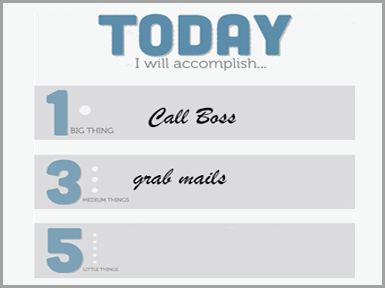 TODAY
I will accomplish...
1 BIG THING
Call Boss
3 MEDIUM THINGS
grab mails
5 LITTLE THINGS